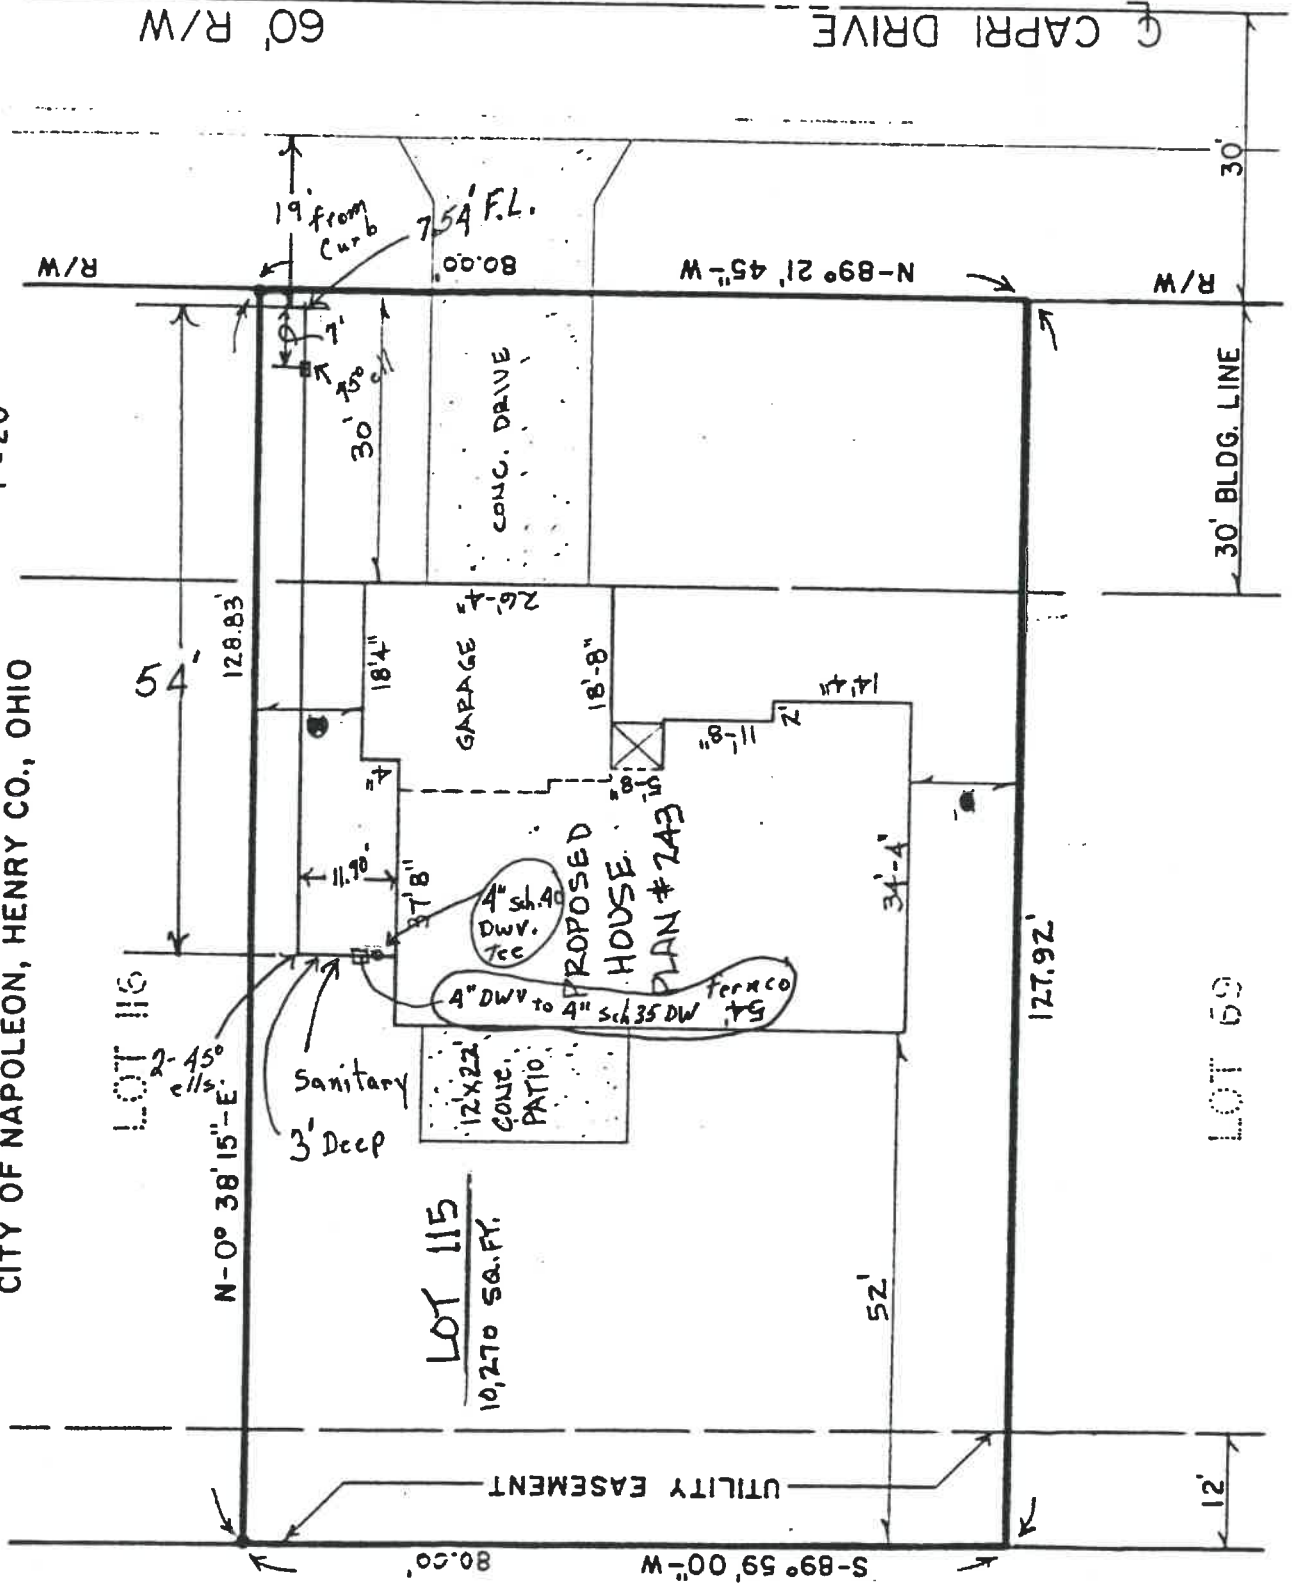 60' R/W
℄ CAPRI DRIVE
19' from
Curb
7.54' F.L.
30'
R/W
80.00'
N-89° 21' 45"-W
R/W
7'
45° ell
30'
CONC. DRIVE
30' BLDG. LINE
CITY OF NAPOLEON, HENRY CO., OHIO
54'
128.83'
18'4"
GARAGE
26'-4"
18'-8"
4"
5'-8"
11'-8"
2'
14'4"
11.90'
37'8"
4" sch.40
DWV.
Tee
PROPOSED
HOUSE
PLAN # 243
34'-4"
4" DWV to 4" Sch 35 DW Fernco
54'
127.92'
LOT 116
LOT 69
2-45°
ells
Sanitary
3' Deep
12'X22'
CONC.
PATIO
N-0° 38' 15"-E
LOT 115
10,270 SQ.FT.
52'
UTILITY EASEMENT
12'
80.00'
S-89° 59' 00"-W